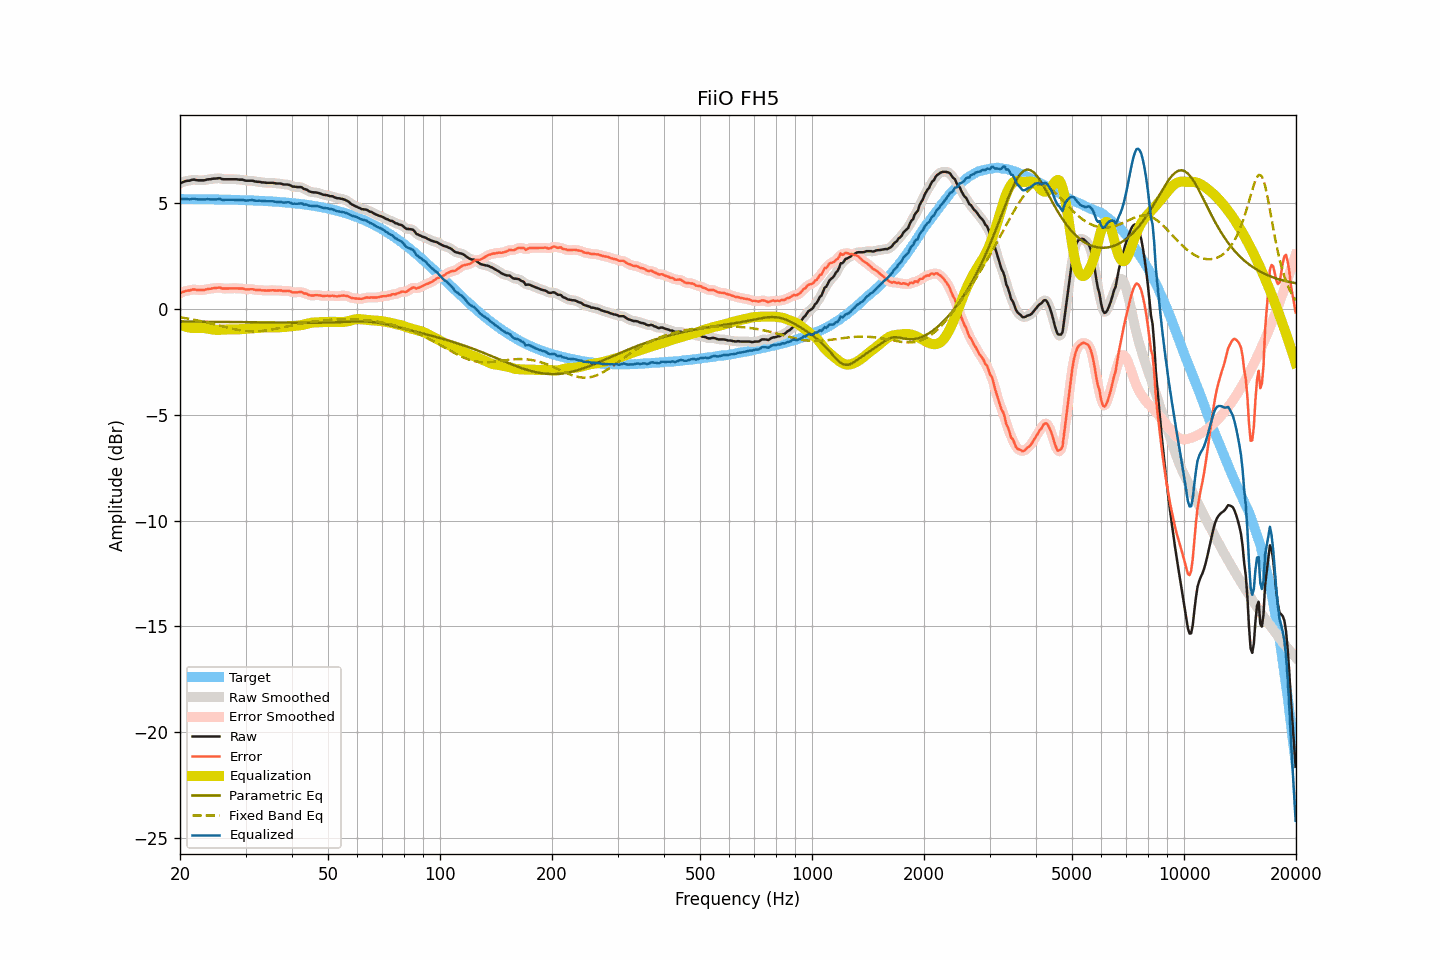 FiiO FH5
Amplitude (dBr)
5
0
−5
−10
−15
−20
−25
Target
Raw Smoothed
Error Smoothed
Raw
Error
Equalization
Parametric Eq
Fixed Band Eq
Equalized
20 50 100 200 500 1000 2000 5000 10000 20000
Frequency (Hz)